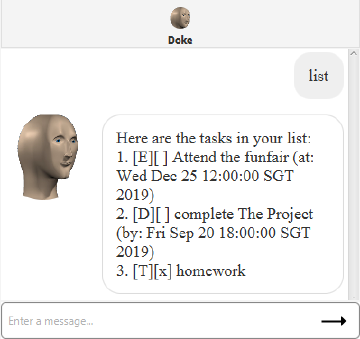 Doke
list
Here are the tasks in your list:
1. [E][ ] Attend the funfair (at:
Wed Dec 25 12:00:00 SGT
2019)
2. [D][ ] complete The Project
(by: Fri Sep 20 18:00:00 SGT
2019)
3. [T][x] homework
Enter a message...